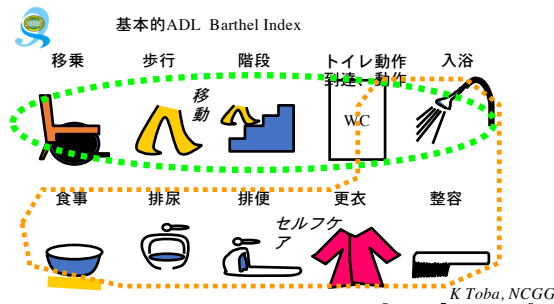 基本的ADL Barthel Index
移乗 歩行 階段 トイレ動作 入浴
到達、動作
移動
WC
食事 排尿 排便 更衣 整容
セルフケ
ア
K Toba, NCGG